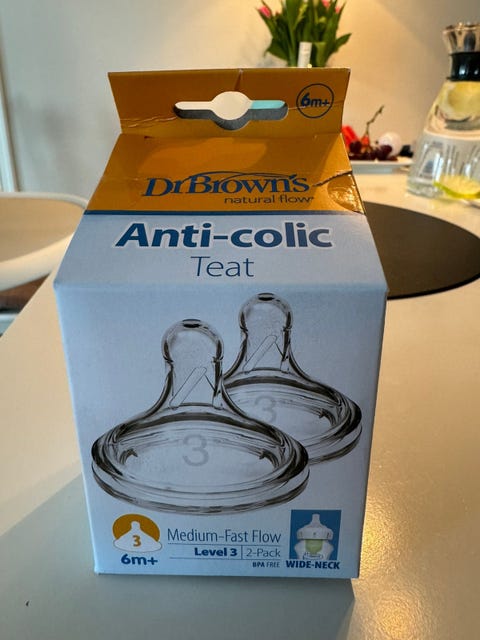 6m+
Dr Brown's
natural flow®
Anti-colic
Teat
3
3
3
6m+
Medium-Fast Flow
Level 3 | 2-Pack
BPA FREE
WIDE-NECK